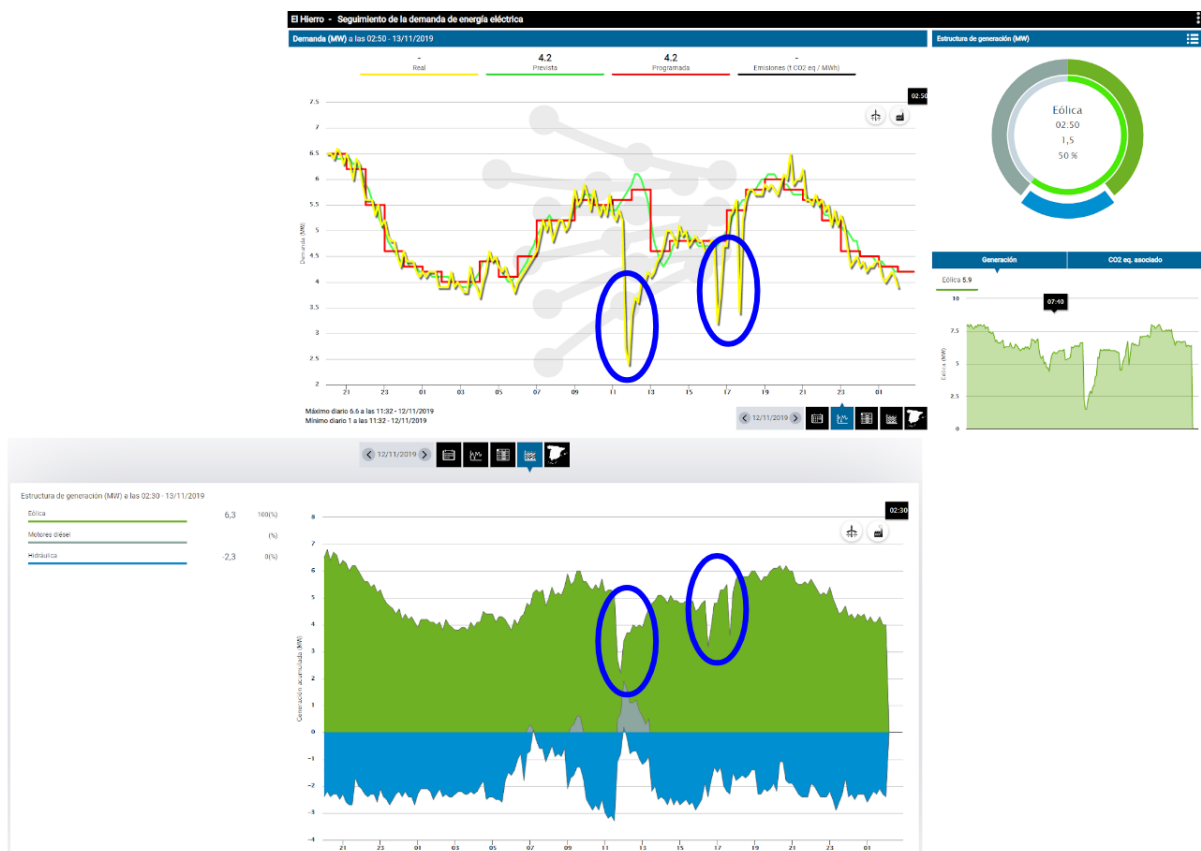 El Hierro - Seguimiento de la demanda de energía eléctrica
Demanda (MW) a las 02:50 - 13/11/2019
- 4.2 4.2 -
Real Prevista Programada Emisiones (t CO2 eq / MWh)
02:50
7.5
7
6.5
6
5.5
5
4.5
4
3.5
3
2.5
2
Demanda (MW)
21 23 01 03 05 07 09 11 13 15 17 19 21 23 01
Máximo diario 6.6 a las 11:32 - 12/11/2019
Mínimo diario 1 a las 11:32 - 12/11/2019
12/11/2019
Estructura de generación (MW)
Eólica
02:50
1,5
50 %
Generación CO2 eq. asociado
Eólica 5.9
07:40
10
7.5
5
2.5
0
Eólica (MW)
12/11/2019
Estructura de generación (MW) a las 02:30 - 13/11/2019
Eólica 6,3 100(%)
Motores diésel (%)
Hidráulica -2,3 0(%)
02:30
8
7
6
5
4
3
2
1
0
-1
-2
-3
-4
Generación acumulada (MW)
21 23 01 03 05 07 09 11 13 15 17 19 21 23 01